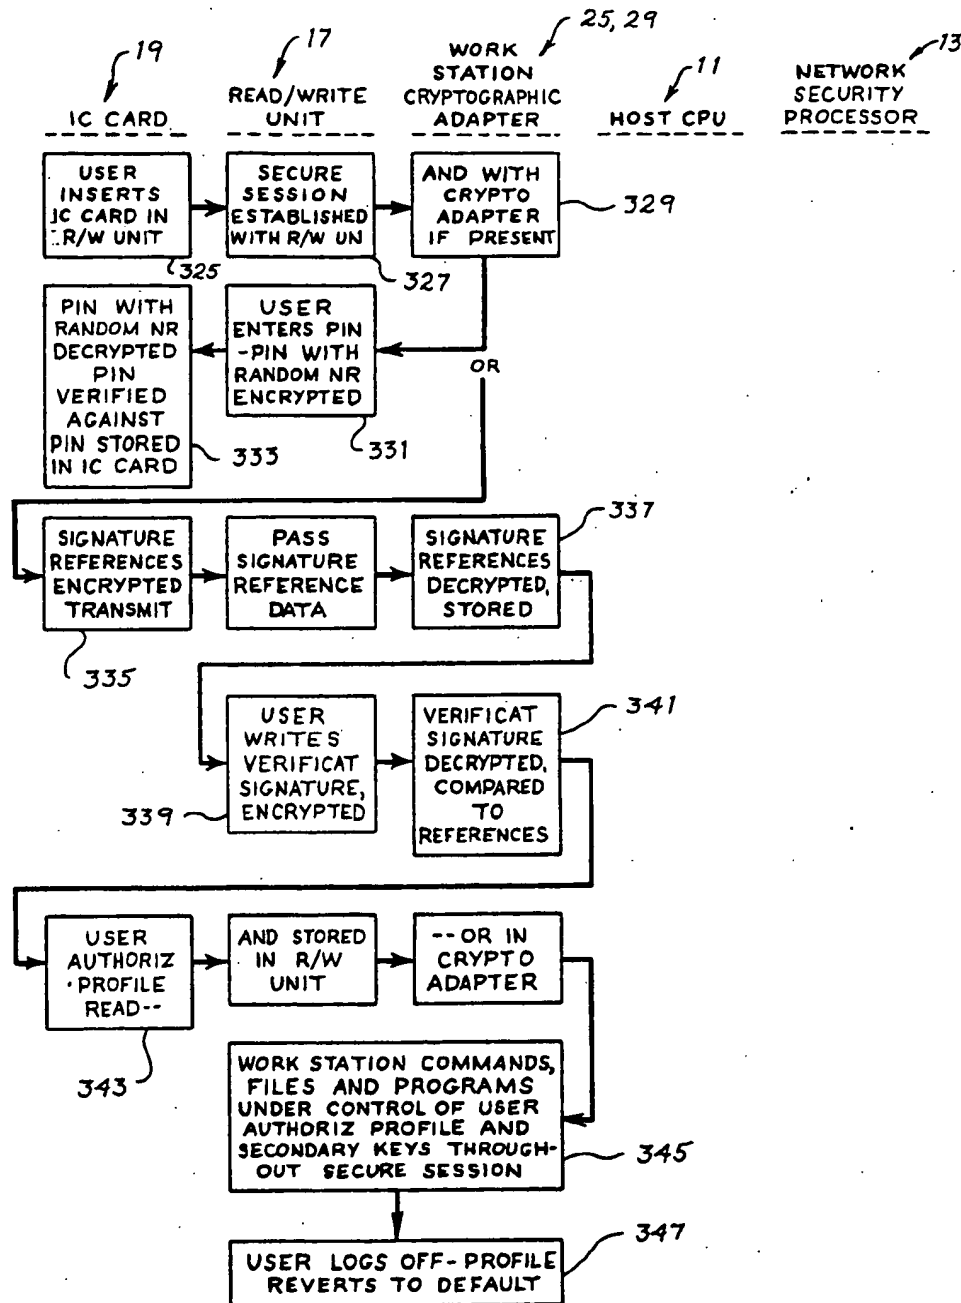 19
IC CARD
17
READ/WRITE
UNIT
25, 29
WORK
STATION
CRYPTOGRAPHIC
ADAPTER
11
HOST CPU
13
NETWORK
SECURITY
PROCESSOR
USER
INSERTS
IC CARD IN
R/W UNIT
325
SECURE
SESSION
ESTABLISHED
WITH R/W UN
327
AND WITH
CRYPTO
ADAPTER
IF PRESENT
329
PIN WITH
RANDOM NR
DECRYPTED
PIN
VERIFIED
AGAINST
PIN STORED
IN IC CARD
333
USER
ENTERS PIN
-PIN WITH
RANDOM NR
ENCRYPTED
331
OR
SIGNATURE
REFERENCES
ENCRYPTED
TRANSMIT
335
PASS
SIGNATURE
REFERENCE
DATA
SIGNATURE
REFERENCES
DECRYPTED,
STORED
337
USER
WRITES
VERIFICAT
SIGNATURE,
ENCRYPTED
339
VERIFICAT
SIGNATURE
DECRYPTED,
COMPARED
TO
REFERENCES
341
USER
AUTHORIZ
PROFILE
READ--
343
AND STORED
IN R/W
UNIT
--OR IN
CRYPTO
ADAPTER
WORK STATION COMMANDS,
FILES AND PROGRAMS
UNDER CONTROL OF USER
AUTHORIZ PROFILE AND
SECONDARY KEYS THROUGH-
OUT SECURE SESSION
345
USER LOGS OFF-PROFILE
REVERTS TO DEFAULT
347